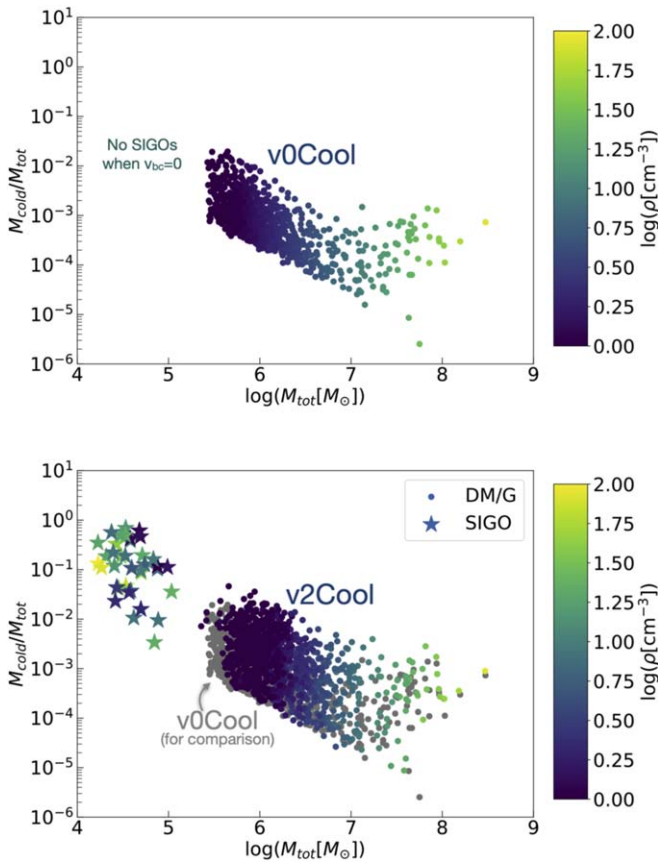 10¹
10⁰
10⁻¹
10⁻²
10⁻³
10⁻⁴
10⁻⁵
10⁻⁶
M_cold/M_tot
No SIGOs
when v_bc=0
v0Cool
4 5 6 7 8 9
log(M_tot[M_⊙])
2.00
1.75
1.50
1.25
1.00
0.75
0.50
0.25
0.00
log(ρ[cm⁻³])
10¹
10⁰
10⁻¹
10⁻²
10⁻³
10⁻⁴
10⁻⁵
10⁻⁶
M_cold/M_tot
DM/G
SIGO
v2Cool
v0Cool
(for comparison)
4 5 6 7 8 9
log(M_tot[M_⊙])
2.00
1.75
1.50
1.25
1.00
0.75
0.50
0.25
0.00
log(ρ[cm⁻³])